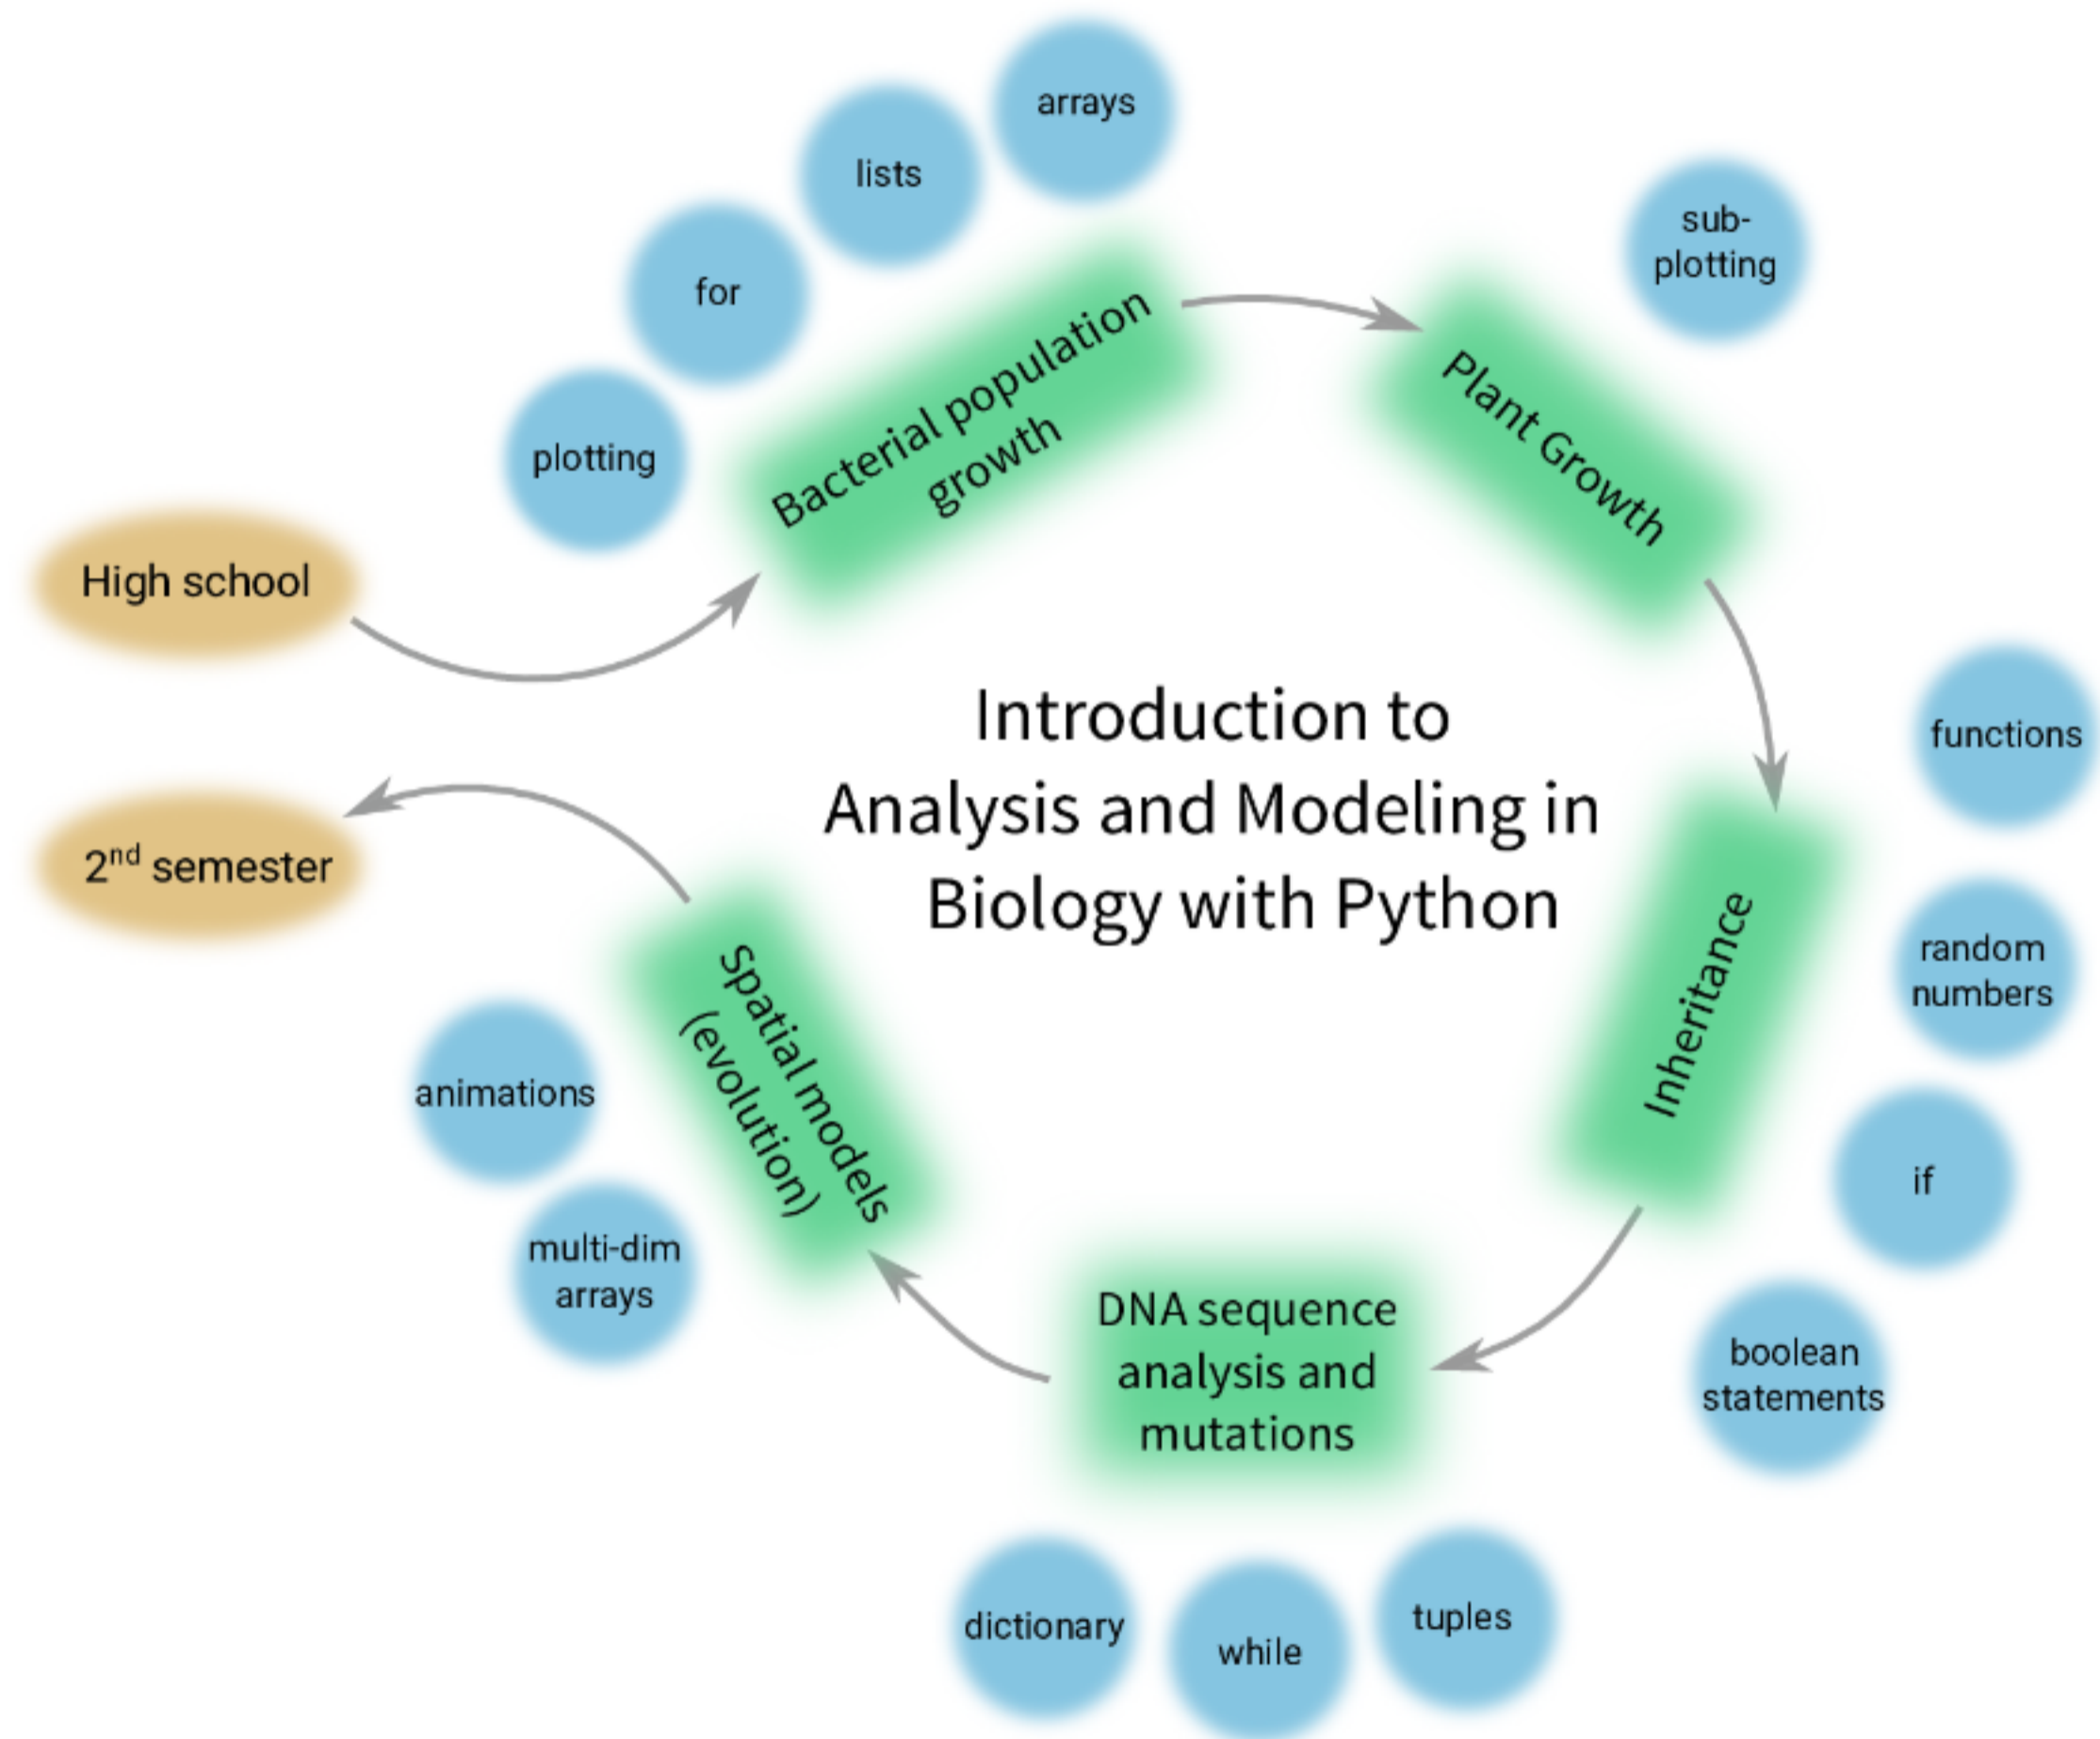 arrays
lists
for
plotting
sub-
plotting
Bacterial population
growth
Plant Growth
High school
2nd semester
Introduction to
Analysis and Modeling in
Biology with Python
functions
random
numbers
if
boolean
statements
Inheritance
DNA sequence
analysis and
mutations
tuples
while
dictionary
Spatial models
(evolution)
multi-dim
arrays
animations